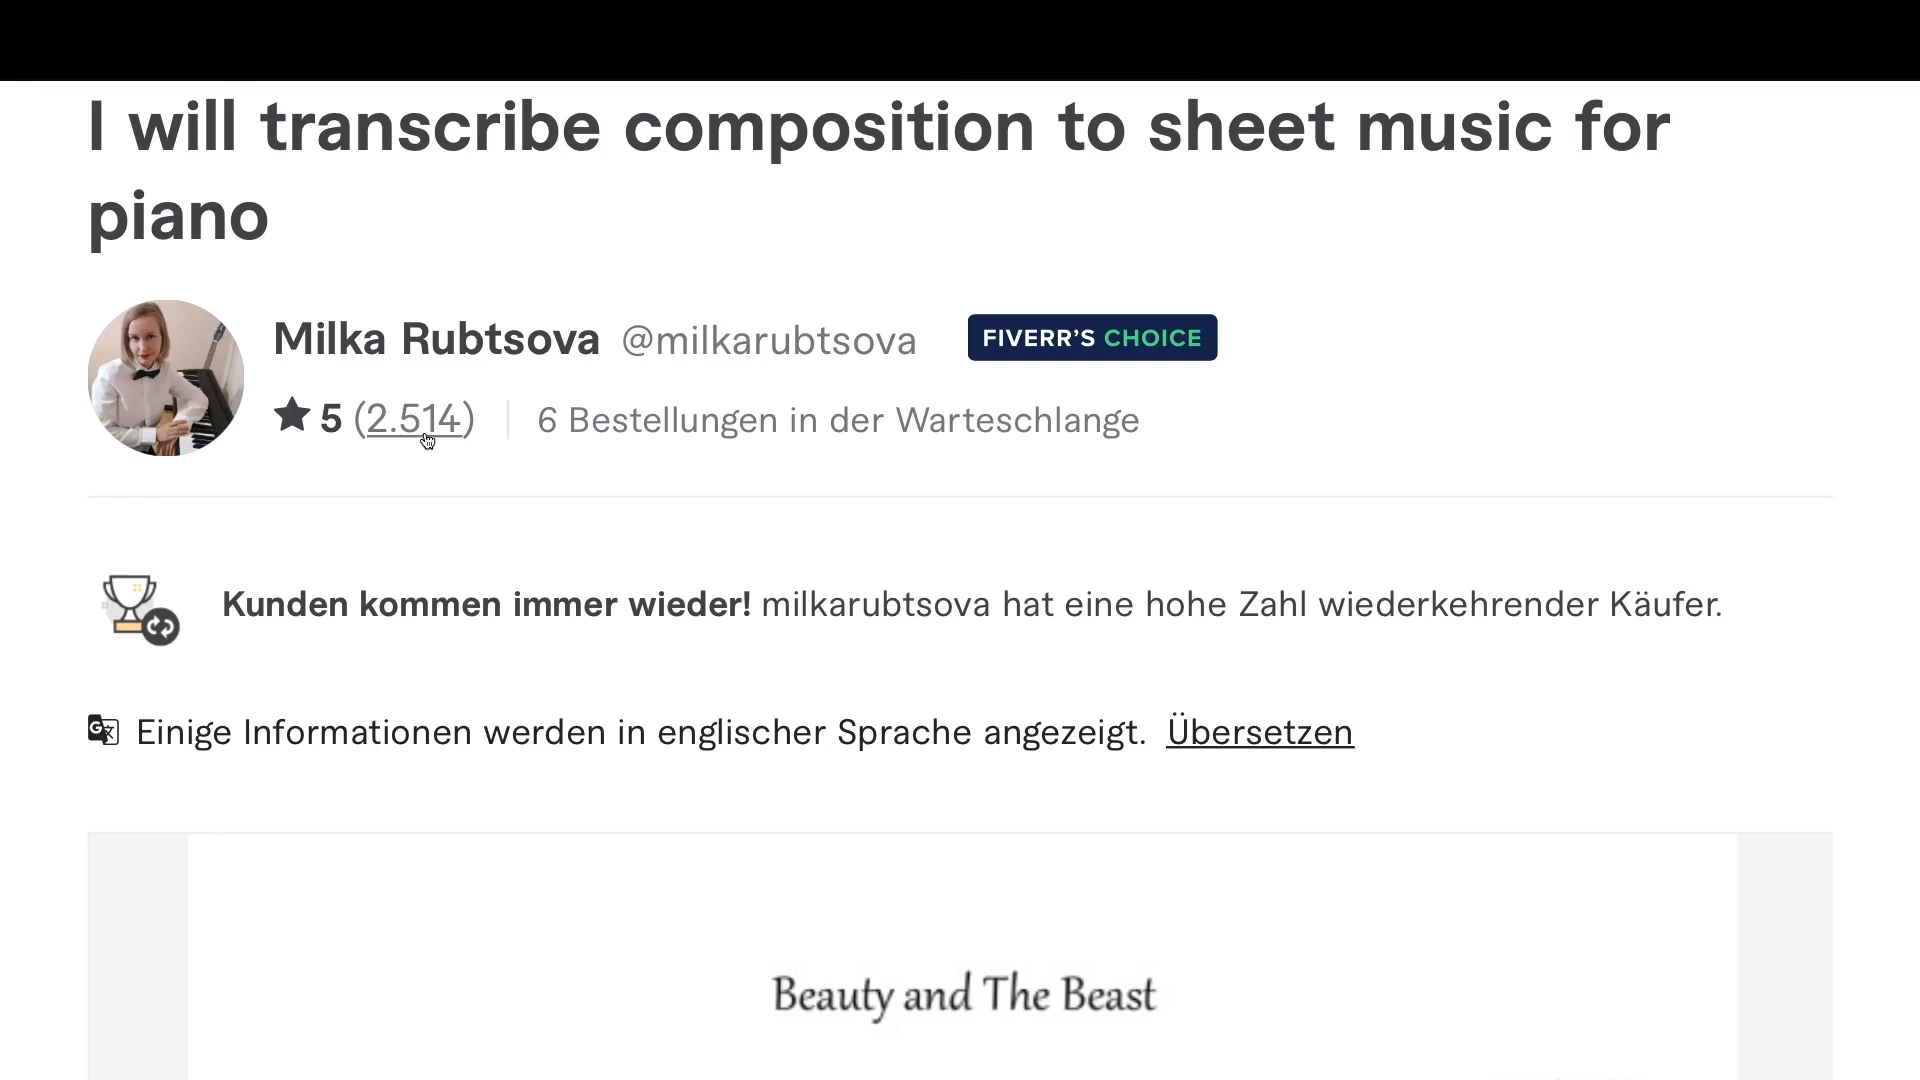 I will transcribe composition to sheet music for
piano
Milka Rubtsova @milkarubtsova FIVERR'S CHOICE
5 (2.514) 6 Bestellungen in der Warteschlange
Kunden kommen immer wieder! milkarubtsova hat eine hohe Zahl wiederkehrender Käufer.
Einige Informationen werden in englischer Sprache angezeigt. Übersetzen
Beauty and The Beast